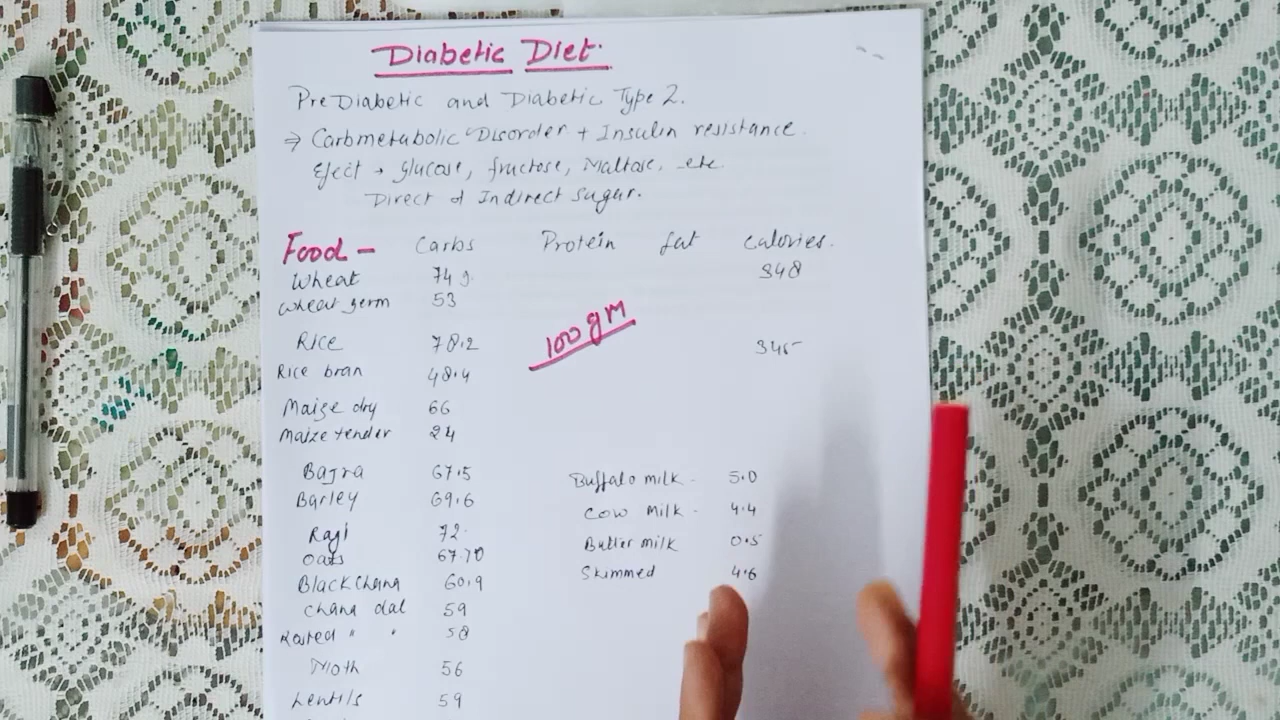 Diabetic Diet.
PreDiabetic and Diabetic Type 2.
⇒ Carbmetabolic Disorder + Insulin resistance.
Efect → glucose, fructose, Maltose, etc.
Direct or Indirect sugar.
Food - Carbs Protein fat calories.
Wheat 74 g. 348
Wheat germ 53
100 gm
Rice 78.2 345
Rice bran 48.4
Maize dry 66
Maize tender 24
Bajra 67.5 Buffalo milk - 5.0
Barley 69.6 Cow milk - 4.4
Ragi 72. Butter milk 0.5
Oats 67.70
Black chana 60.9 Skimmed 4.6
Chana dal 59
Rosted " " 58
Moth 56
Lentils 59